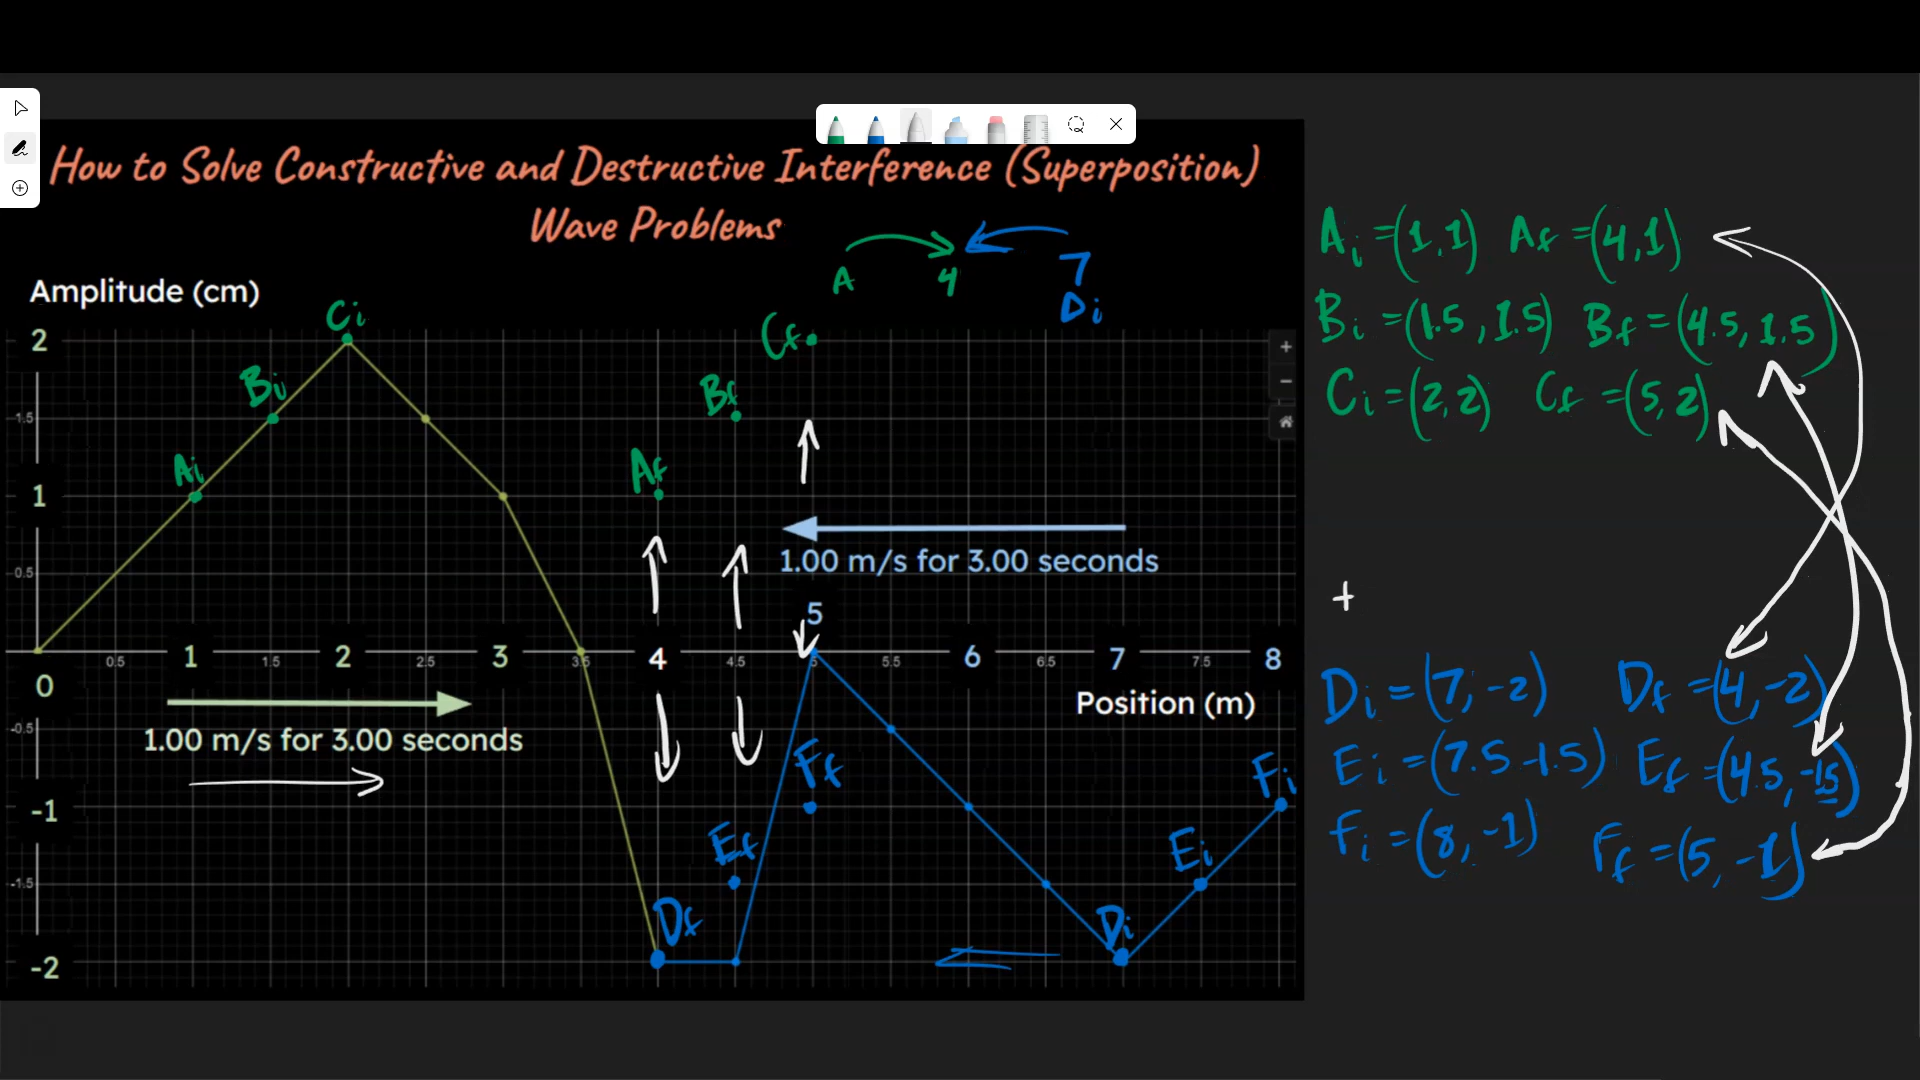 How to Solve Constructive and Destructive Interference (Superposition)
Wave Problems
A 4 7
Di
Amplitude (cm)
Ci
Cf
2
Bi
Bf
1.5
Ai
Af
1
0.5
1.00 m/s for 3.00 seconds
5
0 0.5 1 1.5 2 2.5 3 3.5 4 4.5 5 5.5 6 6.5 7 7.5 8
Position (m)
-0.5
1.00 m/s for 3.00 seconds
Ff
Fi
-1
Ef
Ei
-1.5
Df
Di
-2
Ai =(1,1) Af =(4,1)
Bi =(1.5,1.5) Bf =(4.5,1.5)
Ci =(2,2) Cf =(5,2)
+
Di =(7,-2) Df =(4,-2)
Ei =(7.5 -1.5) Ef =(4.5,-1.5)
Fi =(8,-1) Ff =(5,-1)